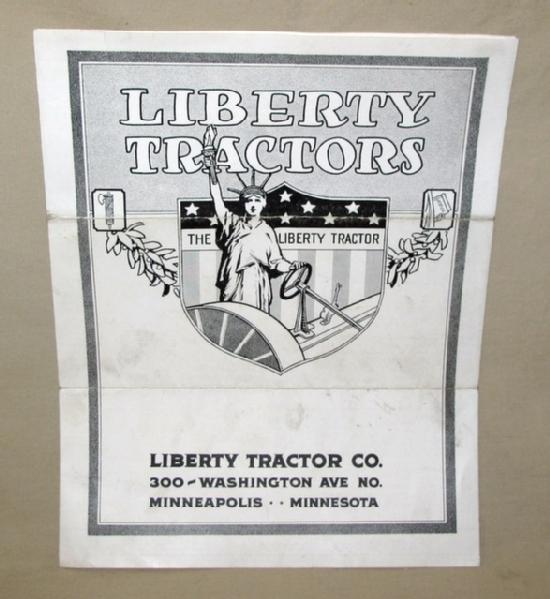 LIBERTY
TRACTORS
THE LIBERTY TRACTOR
LIBERTY TRACTOR CO.
300 - WASHINGTON AVE NO.
MINNEAPOLIS · · MINNESOTA